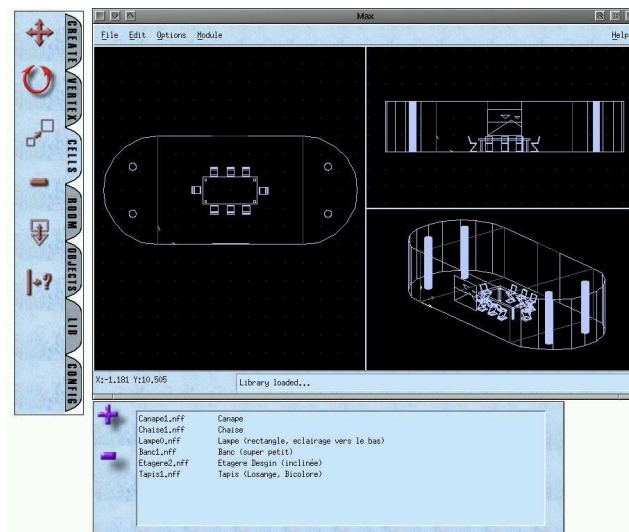 Max
File Edit Options Module Help
CREATE
VERTEX
CELLS
ROOM
OBJECTS
LIB
CONFIG
X:-1.181 Y:10.505
Library loaded...
Canape1.nff Canape
Chaise1.nff Chaise
Lampe0.nff Lampe (rectangle, eclairage vers le bas)
Banc1.nff Banc (super petit)
Etagere2.nff Etagere Desgin (inclinée)
Tapis1.nff Tapis (Losange, Bicolore)